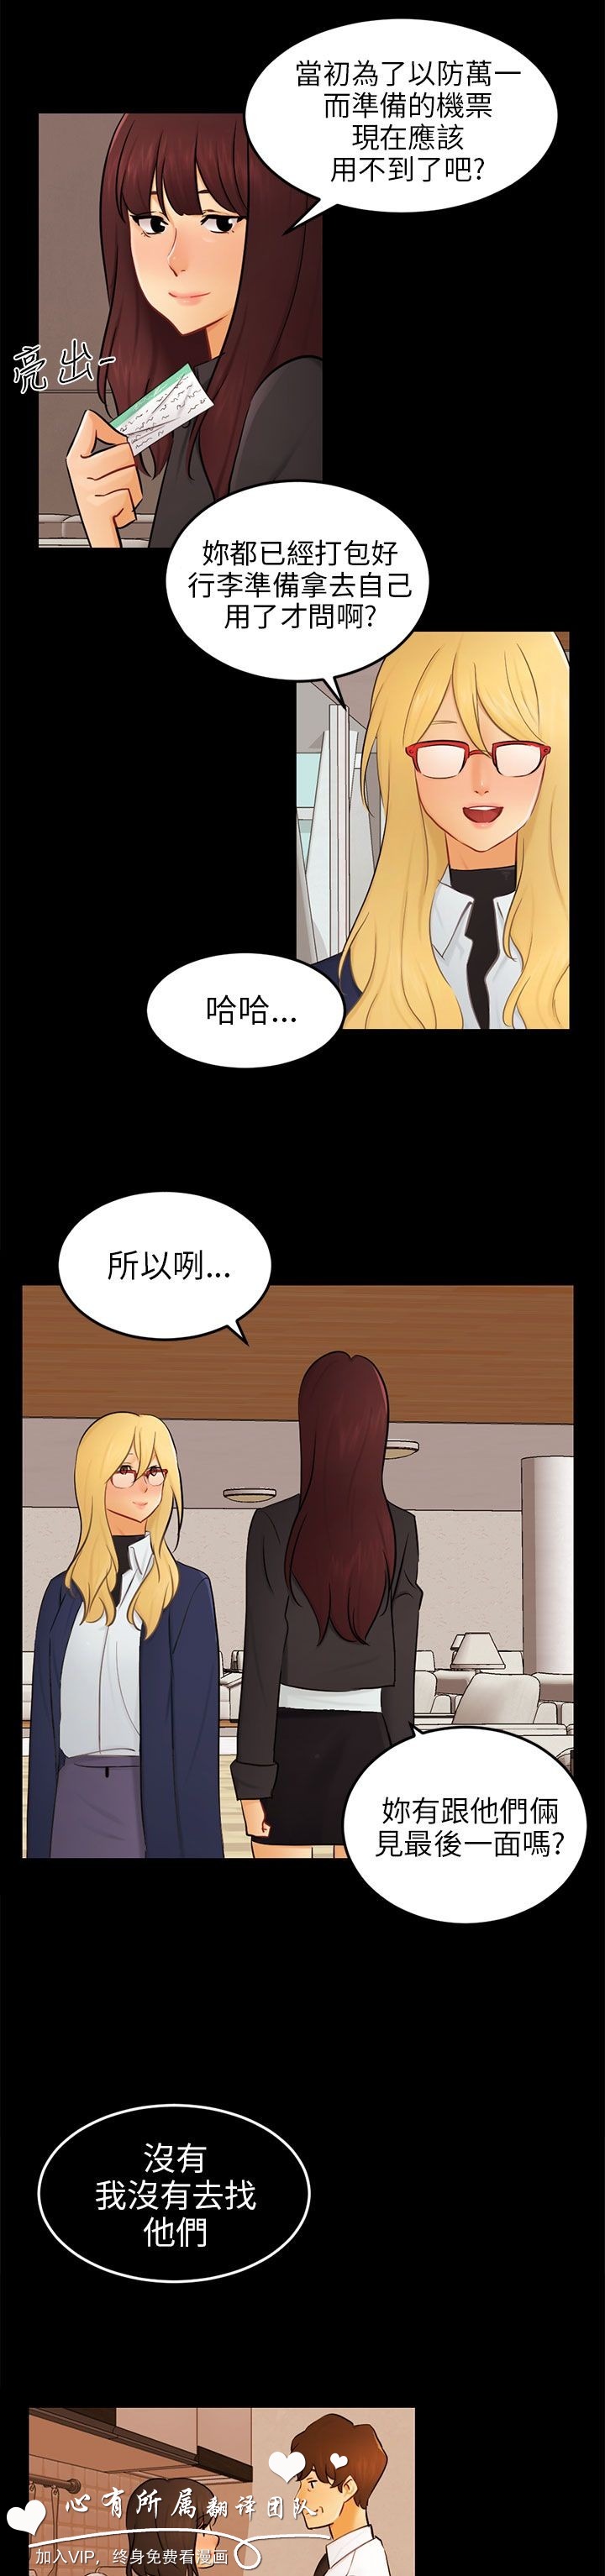 當初為了以防萬一
而準備的機票
現在應該
用不到了吧?
亮出~
妳都已經打包好
行李準備拿去自己
用了才問啊?
哈哈...
所以咧...
妳有跟他們倆
見最後一面嗎?
沒有
我沒有去找
他們
心有所属翻译团队
加入VIP，终身免费看漫画